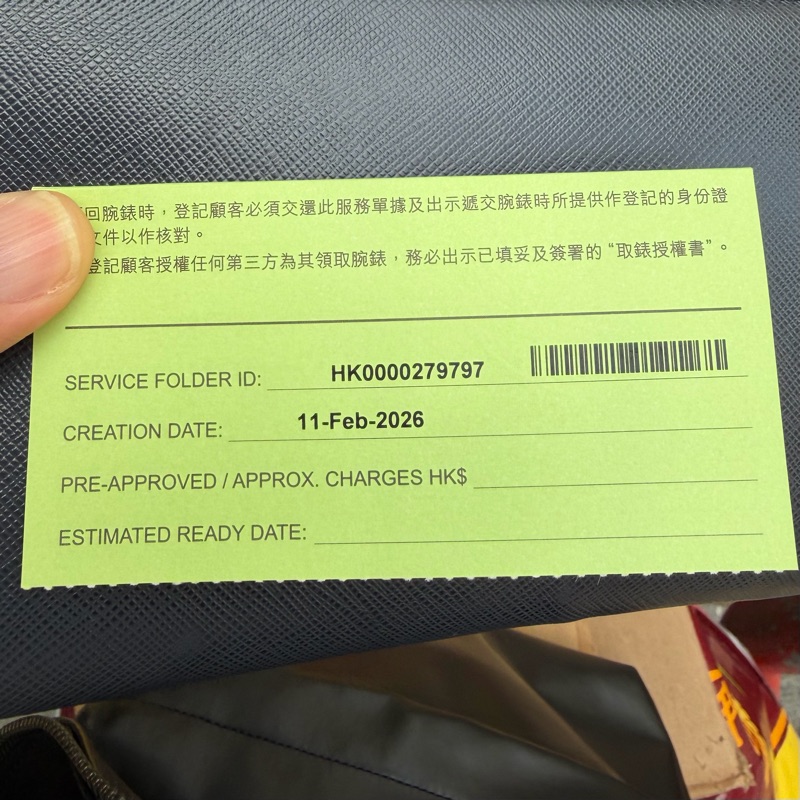 回腕錶時，登記顧客必須交還此服務單據及出示遞交腕錶時所提供作登記的身份證
文件以作核對。
登記顧客授權任何第三方為其領取腕錶，務必出示已填妥及簽署的“取錶授權書”。
SERVICE FOLDER ID: HK0000279797
CREATION DATE: 11-Feb-2026
PRE-APPROVED / APPROX. CHARGES HK$
ESTIMATED READY DATE: